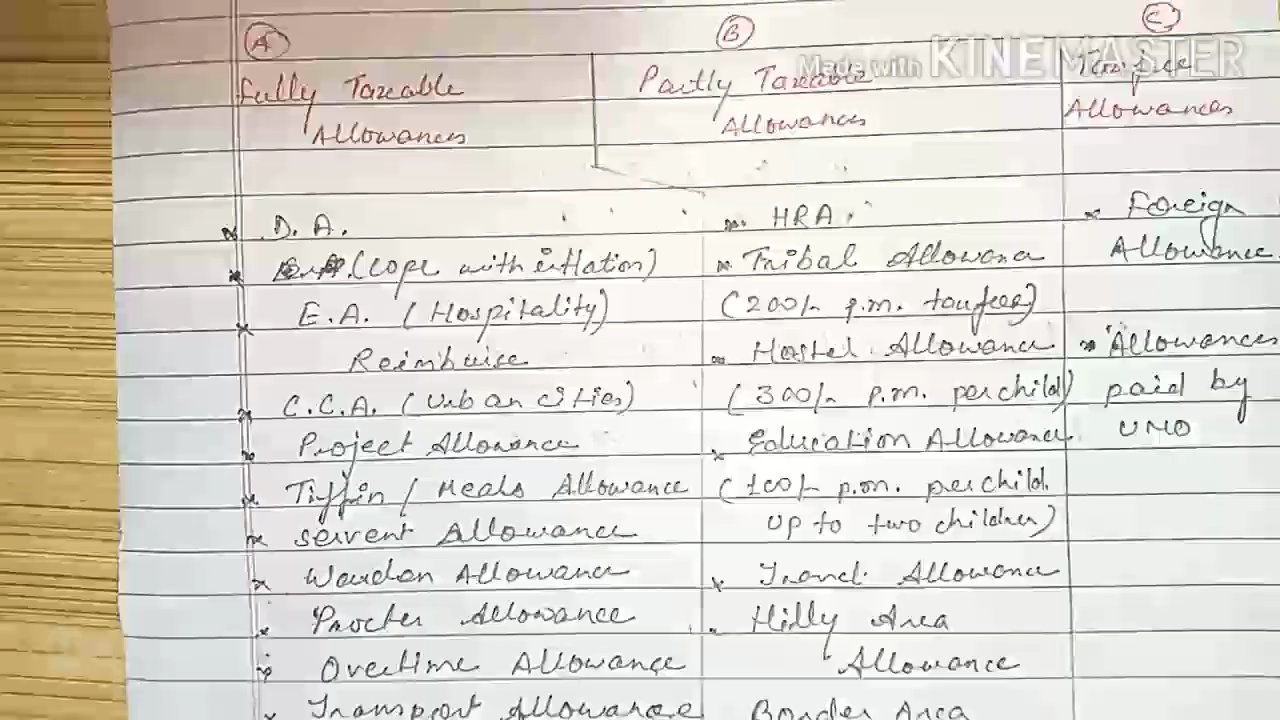 A
Fully Taxable
Allowances
D. A.
(Cope with inflation)
E.A. (Hospitality)
Reimburse
C.C.A. (Urban cities)
Project Allowance
Tiffin / Meals Allowance
Servent Allowance
Warden Allowance
Procter Allowance
Overtime Allowance
Transport Allowance
B
Partly Taxable
Allowances
HRA.
Tribal Allowance
(200/- p.m. taxfree)
Hostel Allowance
(300/- p.m. per child)
Education Allowance
(100/- p.m. per child
up to two children)
Allowance
Hilly Area
Allowance
Border Area
C
Tax free
Allowances
Foreign
Allowance
Allowances
paid by
UNO
Made with KINEMASTER